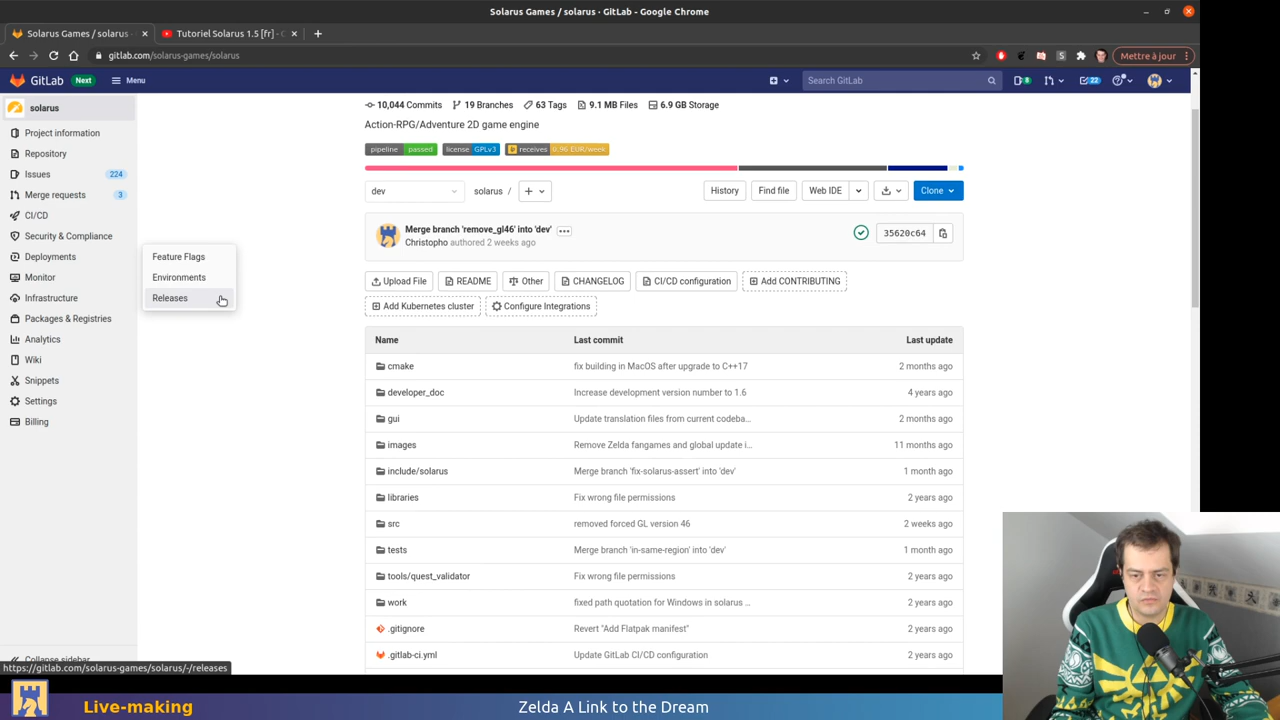 Solarus Games / solarus · GitLab - Google Chrome
Solarus Games / solarus · GitLab
Tutoriel Solarus 1.5 [fr] -
gitlab.com/solarus-games/solarus
Mettre à jour
GitLab Next Menu
Search GitLab
8
22
solarus
Project information
Repository
Issues 224
Merge requests 3
CI/CD
Security & Compliance
Deployments
Monitor
Infrastructure
Packages & Registries
Analytics
Wiki
Snippets
Settings
Billing
Collapse sidebar
Feature Flags
Environments
Releases
10,044 Commits 19 Branches 63 Tags 9.1 MB Files 6.9 GB Storage
Action-RPG/Adventure 2D game engine
pipeline passed license GPLv3 receives 0.96 EUR/week
dev solarus / + History Find file Web IDE Clone
Merge branch 'remove_gl46' into 'dev'
Christopho authored 2 weeks ago
35620c64
Upload File README Other CHANGELOG CI/CD configuration Add CONTRIBUTING
Add Kubernetes cluster Configure Integrations
Name Last commit Last update
cmake fix building in MacOS after upgrade to C++17 2 months ago
developer_doc Increase development version number to 1.6 4 years ago
gui Update translation files from current codeba... 2 months ago
images Remove Zelda fangames and global update i... 11 months ago
include/solarus Merge branch 'fix-solarus-assert' into 'dev' 1 month ago
libraries Fix wrong file permissions 2 years ago
src removed forced GL version 46 2 weeks ago
tests Merge branch 'in-same-region' into 'dev' 1 month ago
tools/quest_validator Fix wrong file permissions 2 years ago
work fixed path quotation for Windows in solarus ... 2 years ago
.gitignore Revert "Add Flatpak manifest" 2 years ago
.gitlab-ci.yml Update GitLab CI/CD configuration 2 years ago
https://gitlab.com/solarus-games/solarus/-/releases
Live-making
Zelda A Link to the Dream